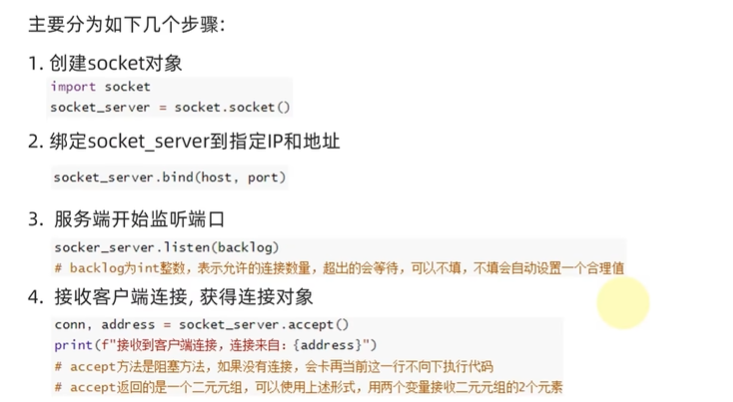 主要分为如下几个步骤:
1. 创建socket对象
import socket
socket_server = socket.socket()
2. 绑定socket_server到指定IP和地址
socket_server.bind(host, port)
3. 服务端开始监听端口
socker_server.listen(backlog)
# backlog为int整数，表示允许的连接数量，超出的会等待，可以不填，不填会自动设置一个合理值
4. 接收客户端连接, 获得连接对象
conn, address = socket_server.accept()
print(f"接收到客户端连接，连接来自：{address}")
# accept方法是阻塞方法，如果没有连接，会卡再当前这一行不向下执行代码
# accept返回的是一个二元元组，可以使用上述形式，用两个变量接收二元元组的2个元素